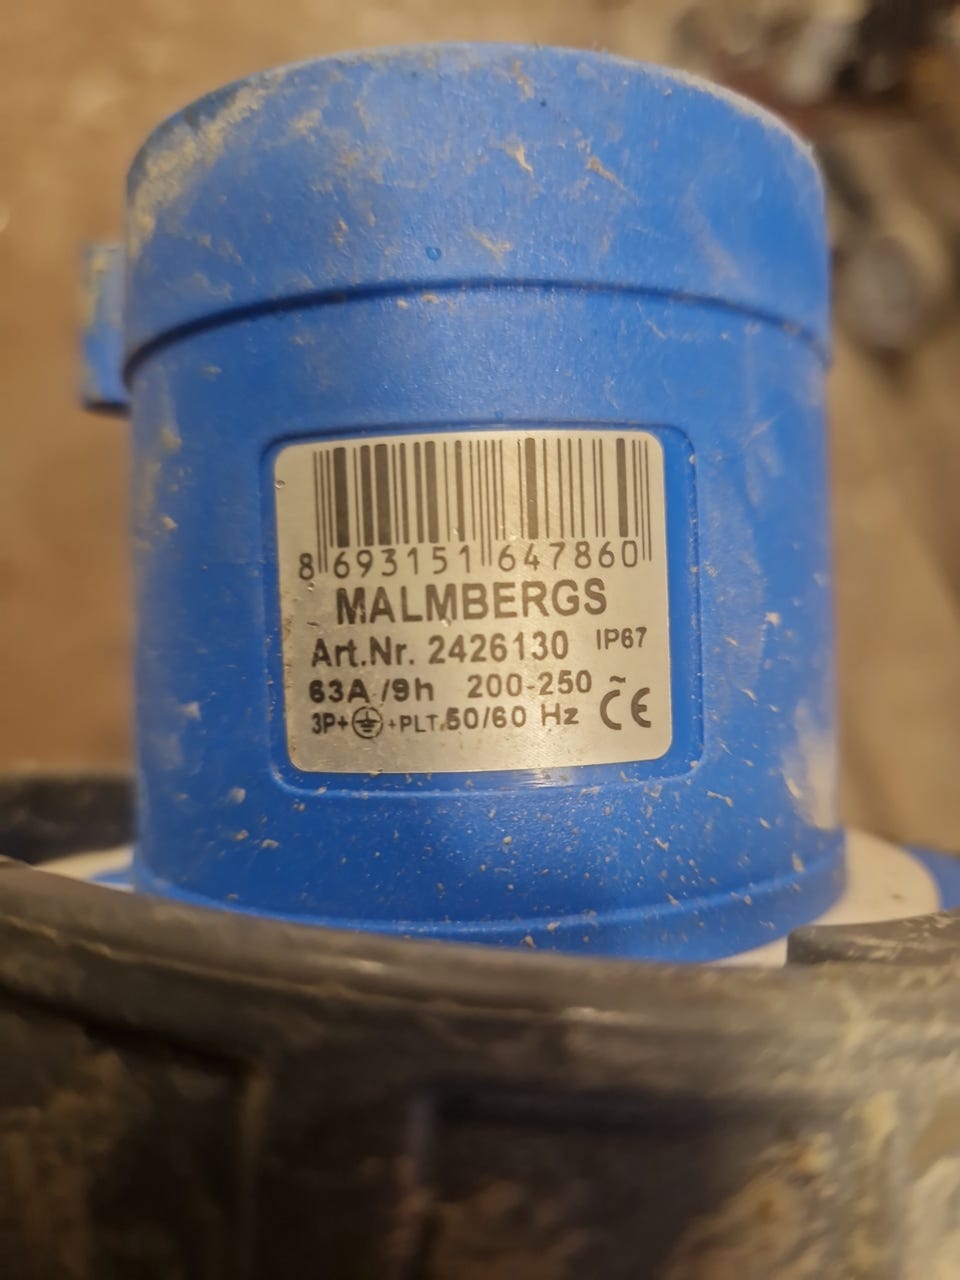 8 693151 647860
MALMBERGS
Art.Nr. 2426130 IP67
63A /9h 200-250 ~
3P+⏚+PLT. 50/60 Hz CE